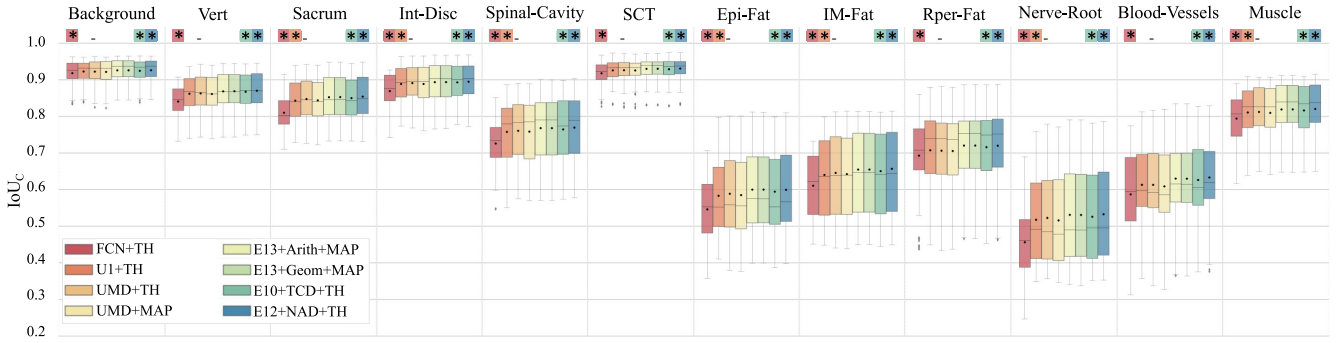 Background Vert Sacrum Int-Disc Spinal-Cavity SCT Epi-Fat IM-Fat Rper-Fat Nerve-Root Blood-Vessels Muscle
* - * * * - * * * * - * * * * - * * * * - * * * - * * * * - * * * * - * * * - * * * * - * * * - * * * * - * *
1.0
0.9
0.8
0.7
0.6
0.5
0.4
0.3
0.2
IoU_C
FCN+TH
U1+TH
UMD+TH
UMD+MAP
E13+Arith+MAP
E13+Geom+MAP
E10+TCD+TH
E12+NAD+TH